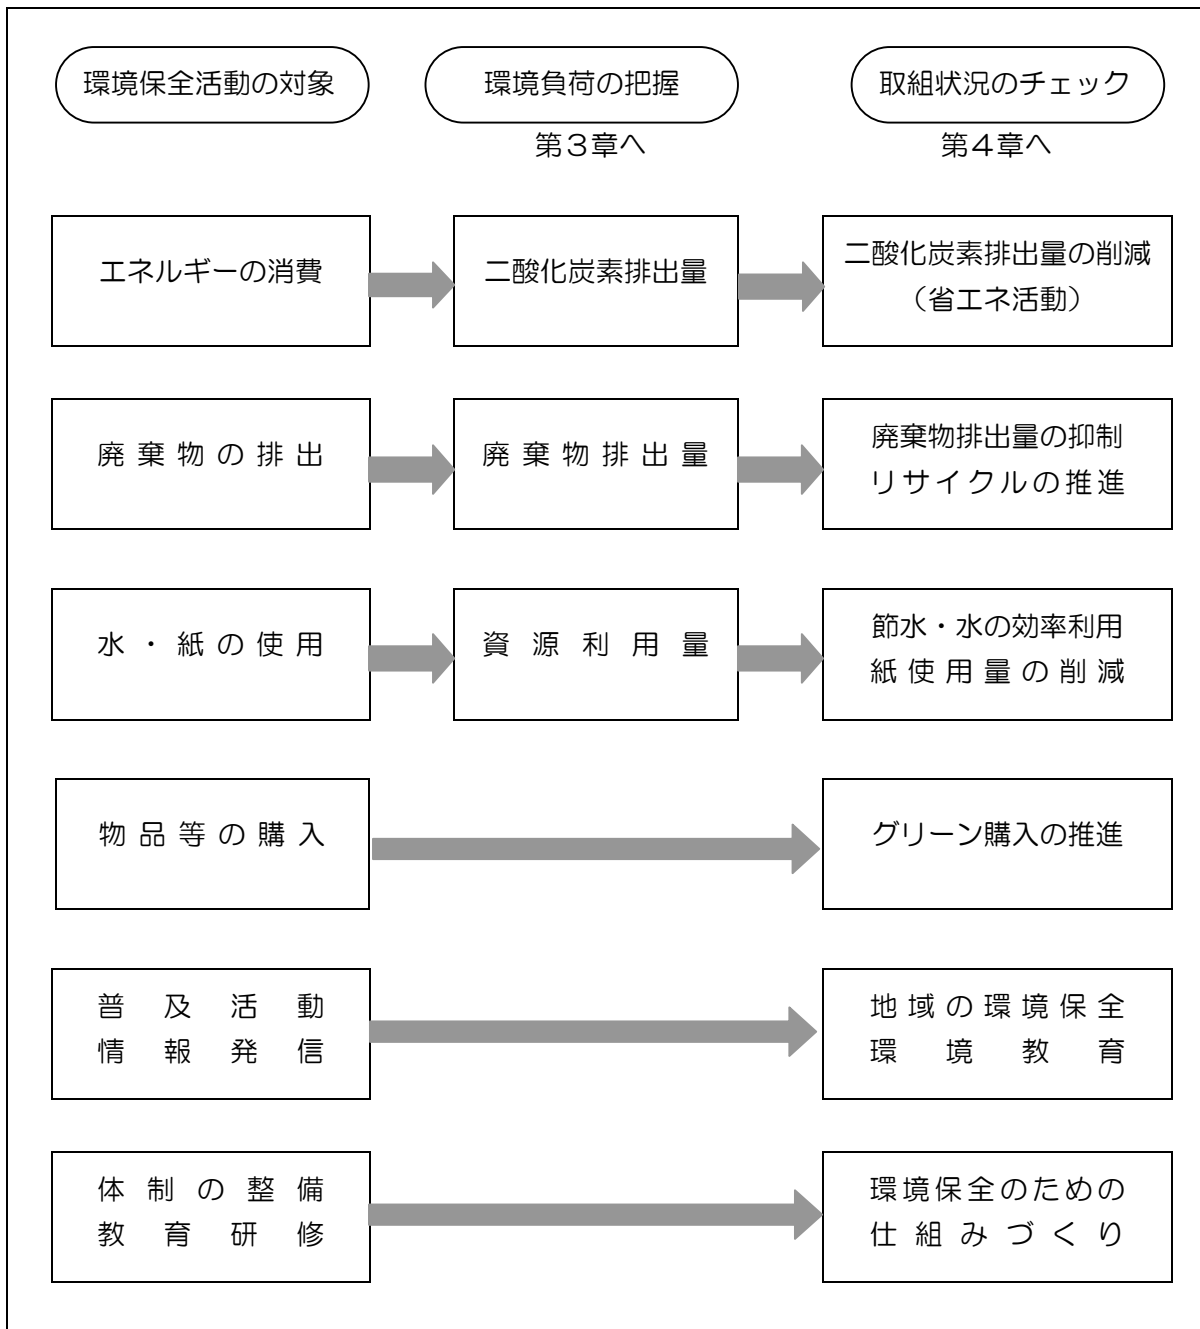 環境保全活動の対象
環境負荷の把握
取組状況のチェック
第3章へ
第4章へ
エネルギーの消費
二酸化炭素排出量
二酸化炭素排出量の削減
（省エネ活動）
廃棄物の排出
廃棄物排出量
廃棄物排出量の抑制
リサイクルの推進
水・紙の使用
資源利用量
節水・水の効率利用
紙使用量の削減
物品等の購入
グリーン購入の推進
普及活動
情報発信
地域の環境保全
環境教育
体制の整備
教育研修
環境保全のための
仕組みづくり